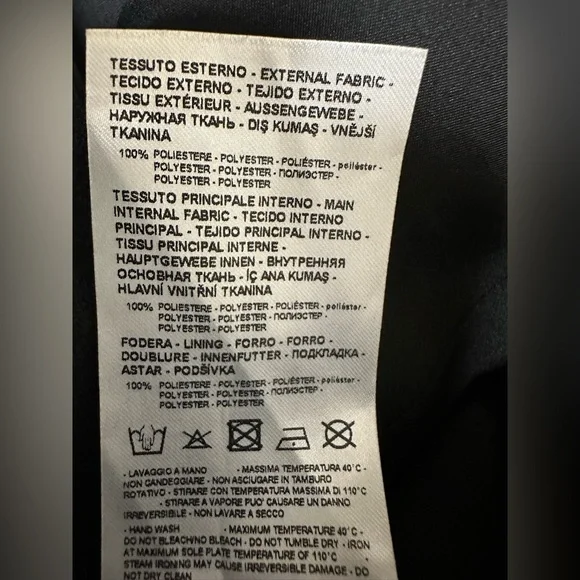 TESSUTO ESTERNO - EXTERNAL FABRIC -
TECIDO EXTERNO - TEJIDO EXTERNO -
TISSU EXTÉRIEUR - AUSSENGEWEBE -
НАРУЖНАЯ ТКАНЬ - DIŞ KUMAŞ - VNĚJŠÍ
TKANINA
100% POLIESTERE - POLYESTER - POLIÉSTER - poliéster -
POLYESTER - POLYESTER - ПОЛИЭСТЕР -
POLYESTER - POLYESTER
TESSUTO PRINCIPALE INTERNO - MAIN
INTERNAL FABRIC - TECIDO INTERNO
PRINCIPAL - TEJIDO PRINCIPAL INTERNO -
TISSU PRINCIPAL INTERNE -
HAUPTGEWEBE INNEN - ВНУТРЕННЯЯ
ОСНОВНАЯ ТКАНЬ - İÇ ANA KUMAŞ -
HLAVNÍ VNITŘNÍ TKANINA
100% POLIESTERE - POLYESTER - POLIÉSTER - poliéster -
POLYESTER - POLYESTER - ПОЛИЭСТЕР -
POLYESTER - POLYESTER
FODERA - LINING - FORRO - FORRO -
DOUBLURE - INNENFUTTER - ПОДКЛАДКА -
ASTAR - PODŠÍVKA
100% POLIESTERE - POLYESTER - POLIÉSTER - poliéster -
POLYESTER - POLYESTER - ПОЛИЭСТЕР -
POLYESTER - POLYESTER
- LAVAGGIO A MANO - MASSIMA TEMPERATURA 40°C -
NON CANDEGGIARE - NON ASCIUGARE IN TAMBURO
ROTATIVO - STIRARE CON TEMPERATURA MASSIMA DI 110°C
- STIRARE A VAPORE PUO' CAUSARE UN DANNO
IRREVERSIBILE - NON LAVARE A SECCO
- HAND WASH - MAXIMUM TEMPERATURE 40°C -
DO NOT BLEACH/NO BLEACH - DO NOT TUMBLE DRY - IRON
AT MAXIMUM SOLE PLATE TEMPERATURE OF 110°C
STEAM IRONING MAY CAUSE IRREVERSIBLE DAMAGE - DO
NOT DRY CLEAN